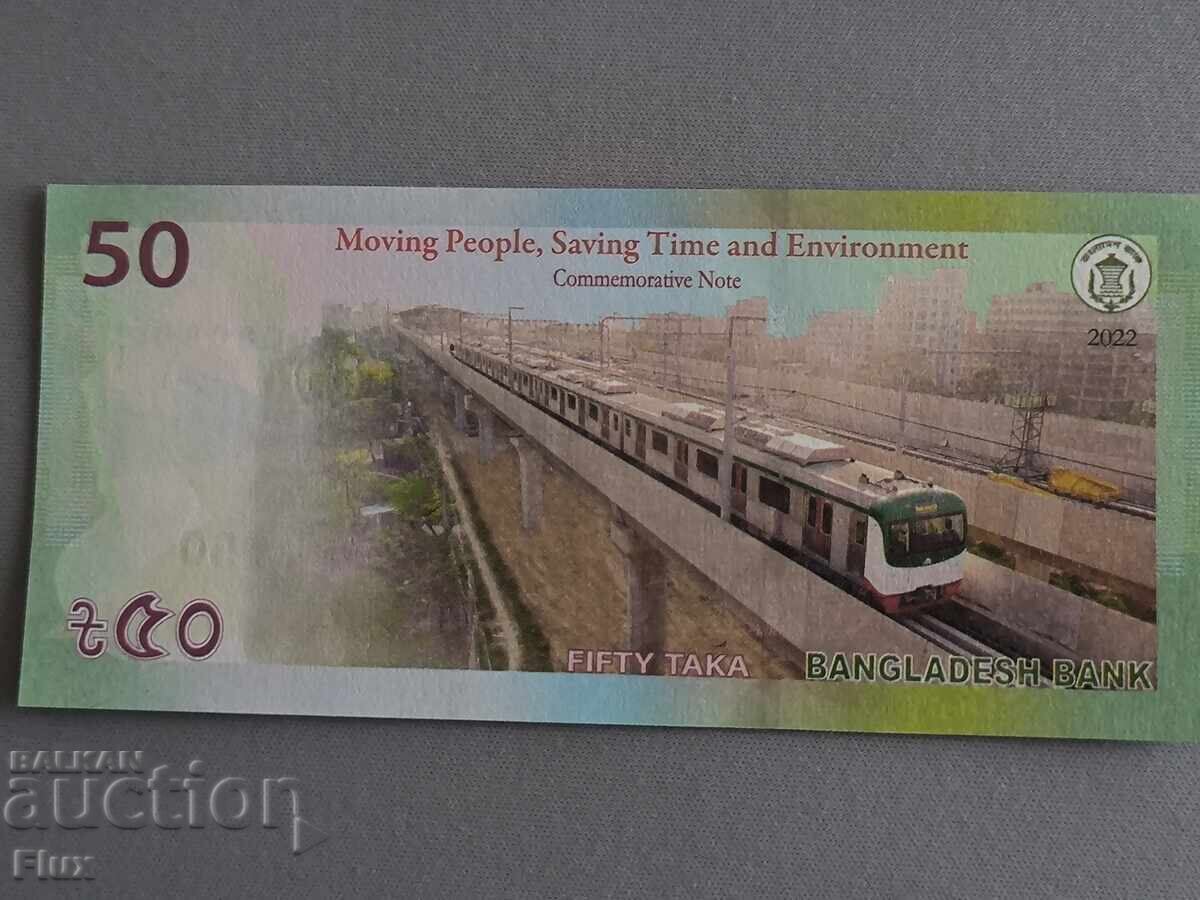 50
Moving People, Saving Time and Environment
Commemorative Note
2022
৳৫০
FIFTY TAKA
BANGLADESH BANK
BALKAN
auction
Flux